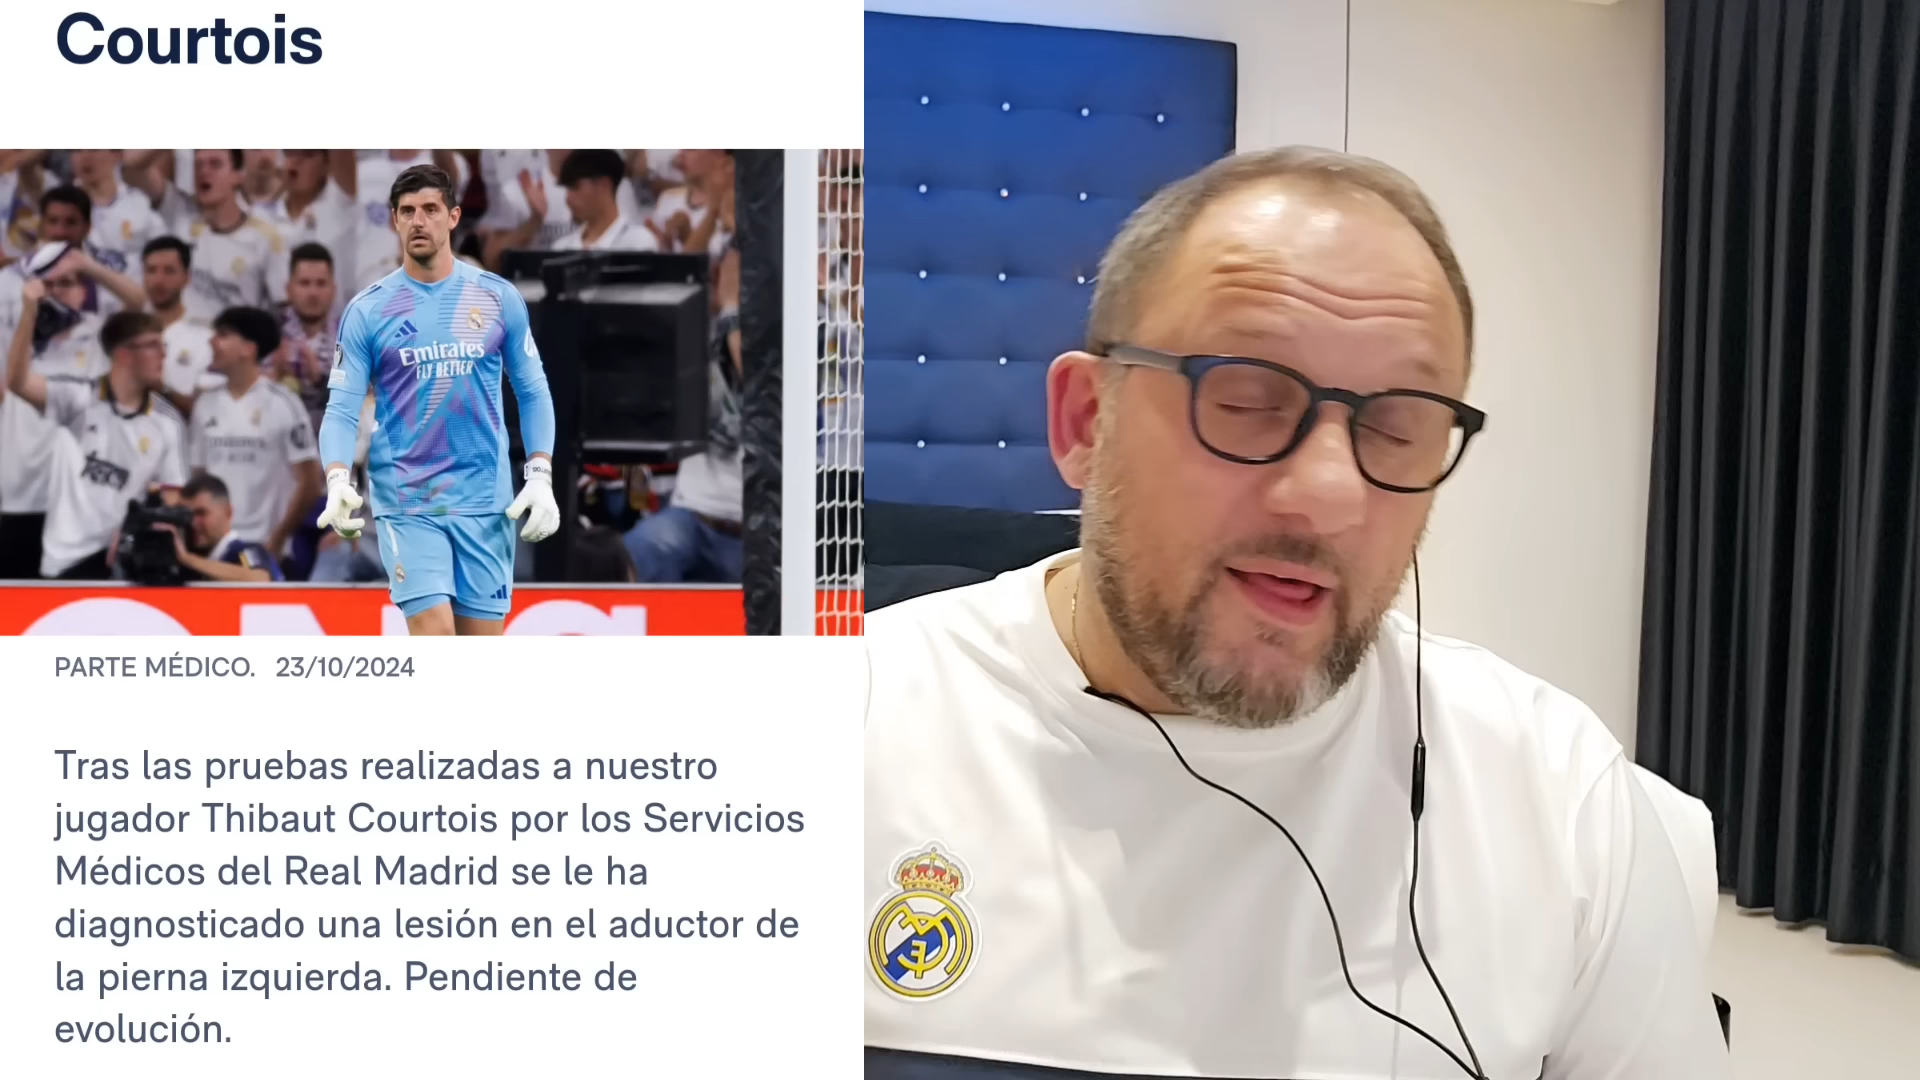 Courtois
Emirates
FLY BETTER
PARTE MÉDICO. 23/10/2024
Tras las pruebas realizadas a nuestro
jugador Thibaut Courtois por los Servicios
Médicos del Real Madrid se le ha
diagnosticado una lesión en el aductor de
la pierna izquierda. Pendiente de
evolución.